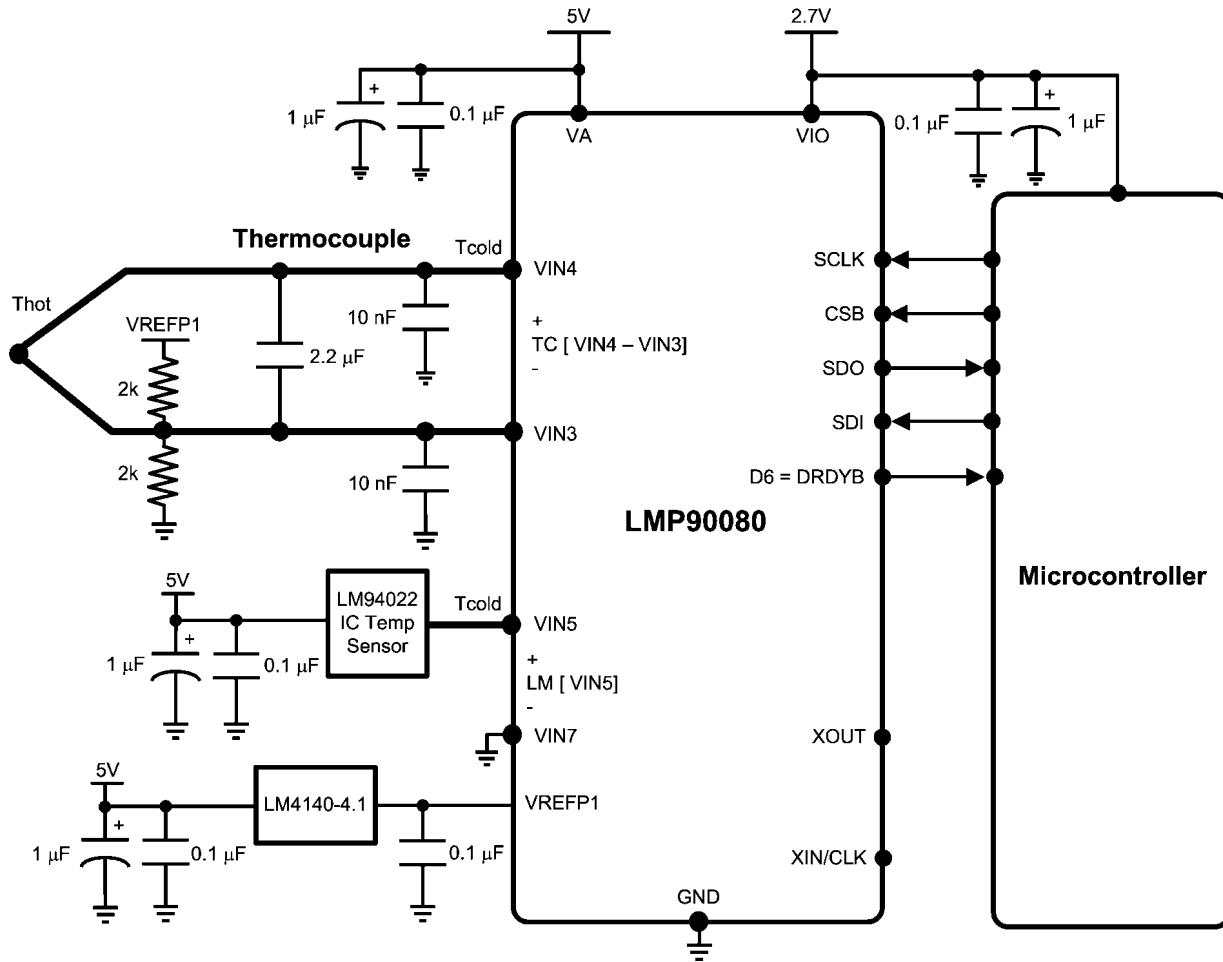 5V
2.7V
+
1 µF
0.1 µF
VA
VIO
0.1 µF
+
1 µF
Thermocouple
Tcold
VIN4
SCLK
Thot
VREFP1
10 nF
+
TC [ VIN4 – VIN3]
-
CSB
2k
2.2 µF
SDO
VIN3
SDI
2k
10 nF
D6 = DRDYB
LMP90080
Microcontroller
5V
LM94022
IC Temp
Sensor
Tcold
VIN5
+
1 µF
0.1 µF
+
LM [ VIN5]
-
VIN7
XOUT
5V
LM4140-4.1
VREFP1
+
1 µF
0.1 µF
0.1 µF
XIN/CLK
GND